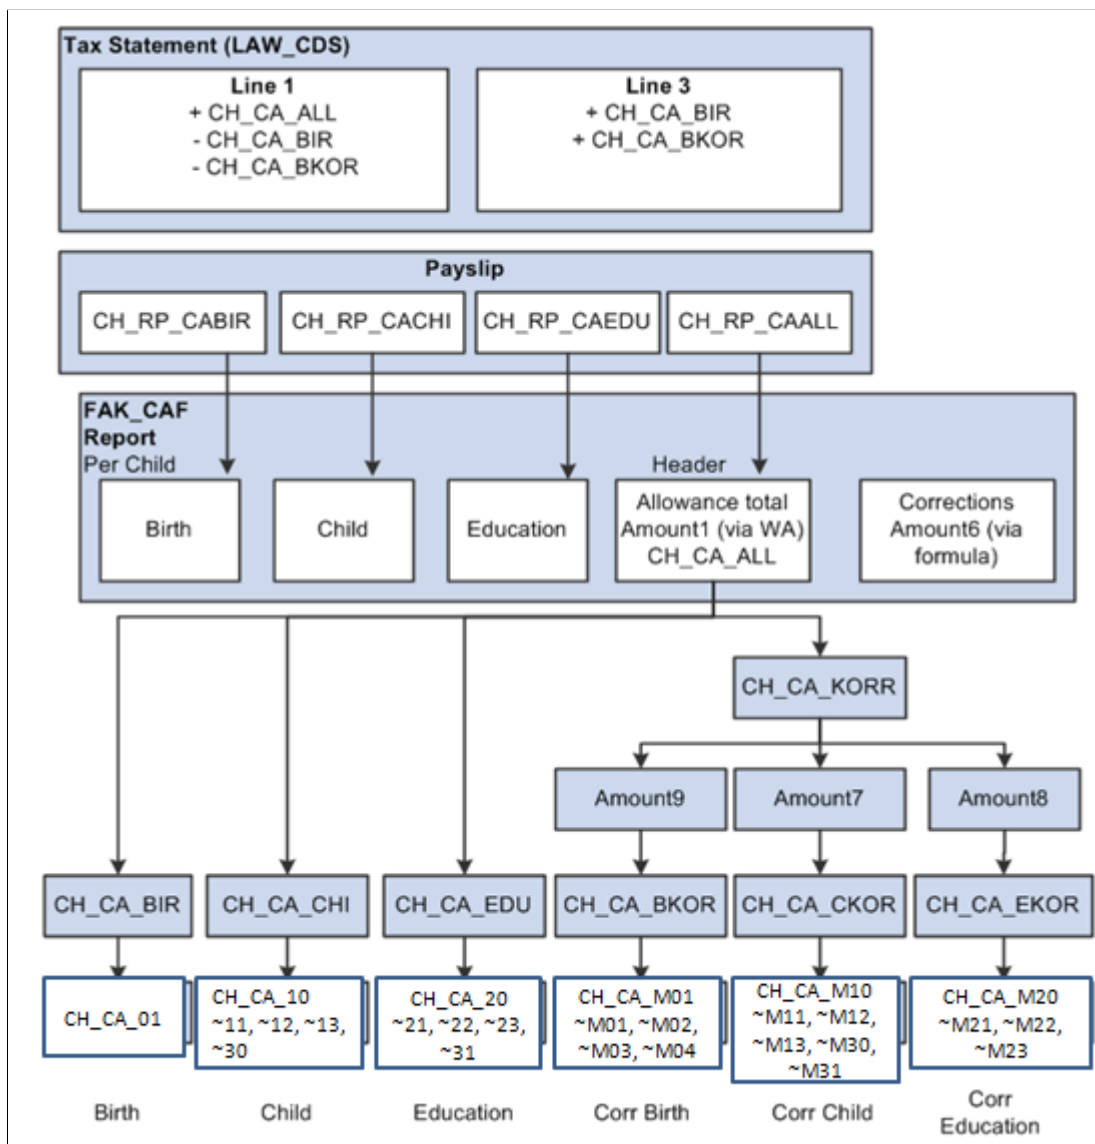 Tax Statement (LAW_CDS)
Line 1
+ CH_CA_ALL
- CH_CA_BIR
- CH_CA_BKOR
Line 3
+ CH_CA_BIR
+ CH_CA_BKOR
Payslip
CH_RP_CABIR
CH_RP_CACHI
CH_RP_CAEDU
CH_RP_CAALL
FAK_CAF
Report
Per Child
Header
Birth
Child
Education
Allowance total
Amount1 (via WA)
CH_CA_ALL
Corrections
Amount6 (via
formula)
CH_CA_KORR
Amount9
Amount7
Amount8
CH_CA_BIR
CH_CA_CHI
CH_CA_EDU
CH_CA_BKOR
CH_CA_CKOR
CH_CA_EKOR
CH_CA_01
CH_CA_10
~11, ~12, ~13,
~30
CH_CA_20
~21, ~22, ~23,
~31
CH_CA_M01
~M01, ~M02,
~M03, ~M04
CH_CA_M10
~M11, ~M12,
~M13, ~M30,
~M31
CH_CA_M20
~M21, ~M22,
~M23
Birth
Child
Education
Corr Birth
Corr Child
Corr
Education